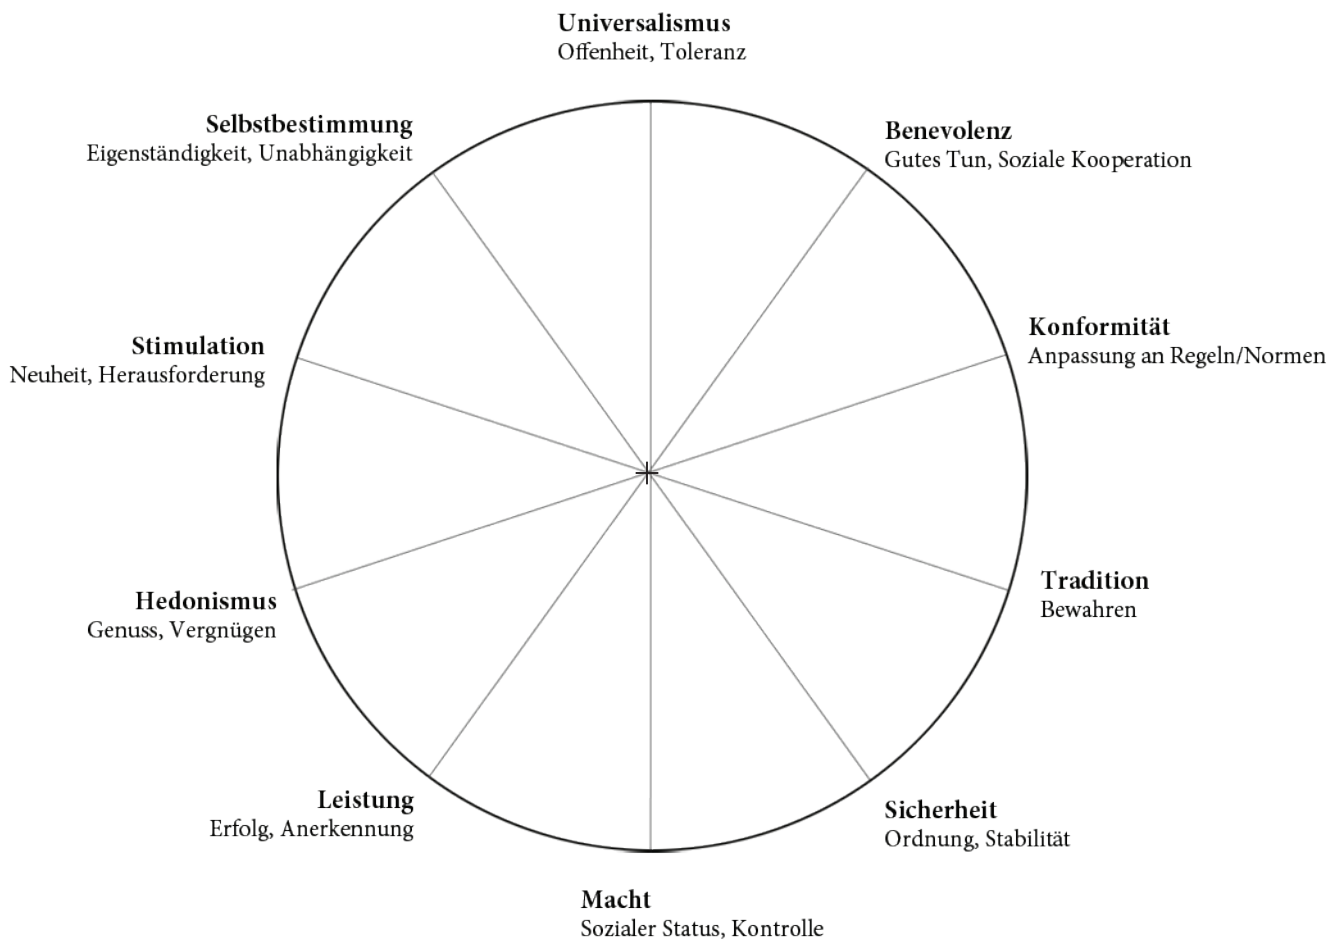 Universalismus
Offenheit, Toleranz
Selbstbestimmung
Eigenständigkeit, Unabhängigkeit
Benevolenz
Gutes Tun, Soziale Kooperation
Stimulation
Neuheit, Herausforderung
Konformität
Anpassung an Regeln/Normen
Hedonismus
Genuss, Vergnügen
Tradition
Bewahren
Leistung
Erfolg, Anerkennung
Sicherheit
Ordnung, Stabilität
Macht
Sozialer Status, Kontrolle